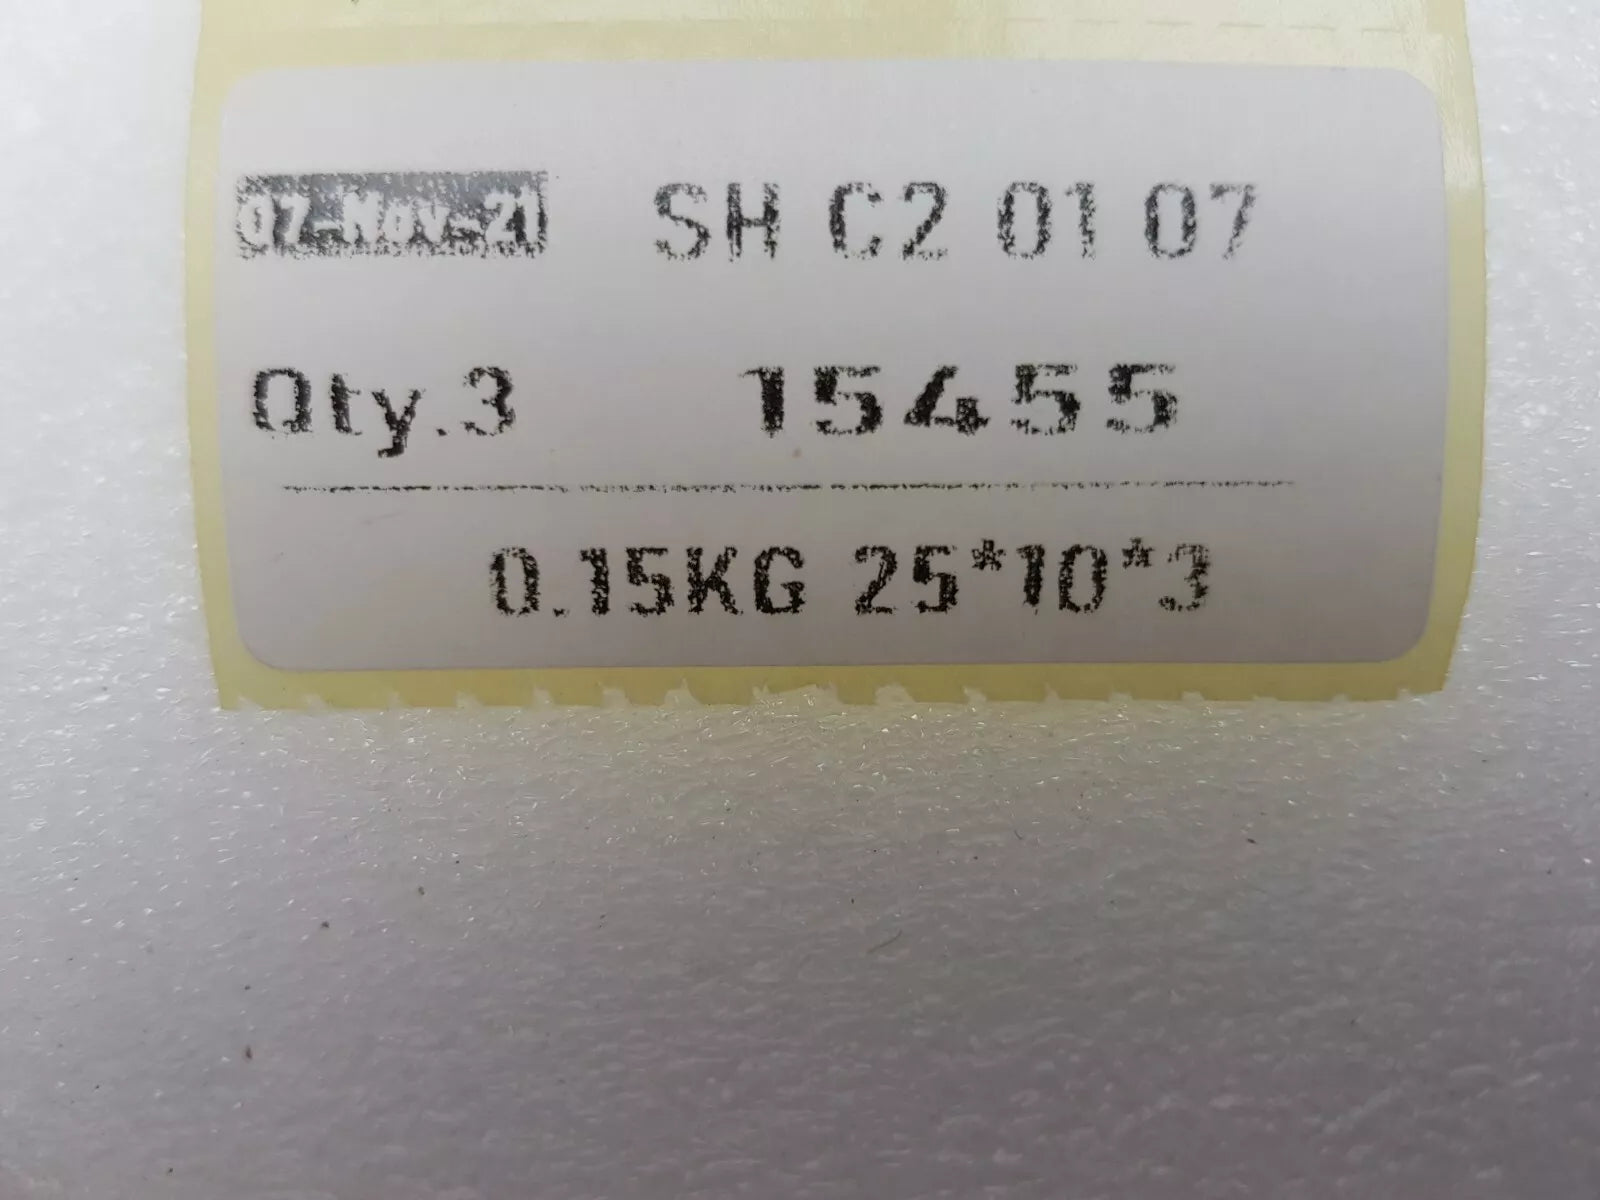 07-Nov-21 SH C2 01 07
Qty.3 15455
0.15KG 25*10*3